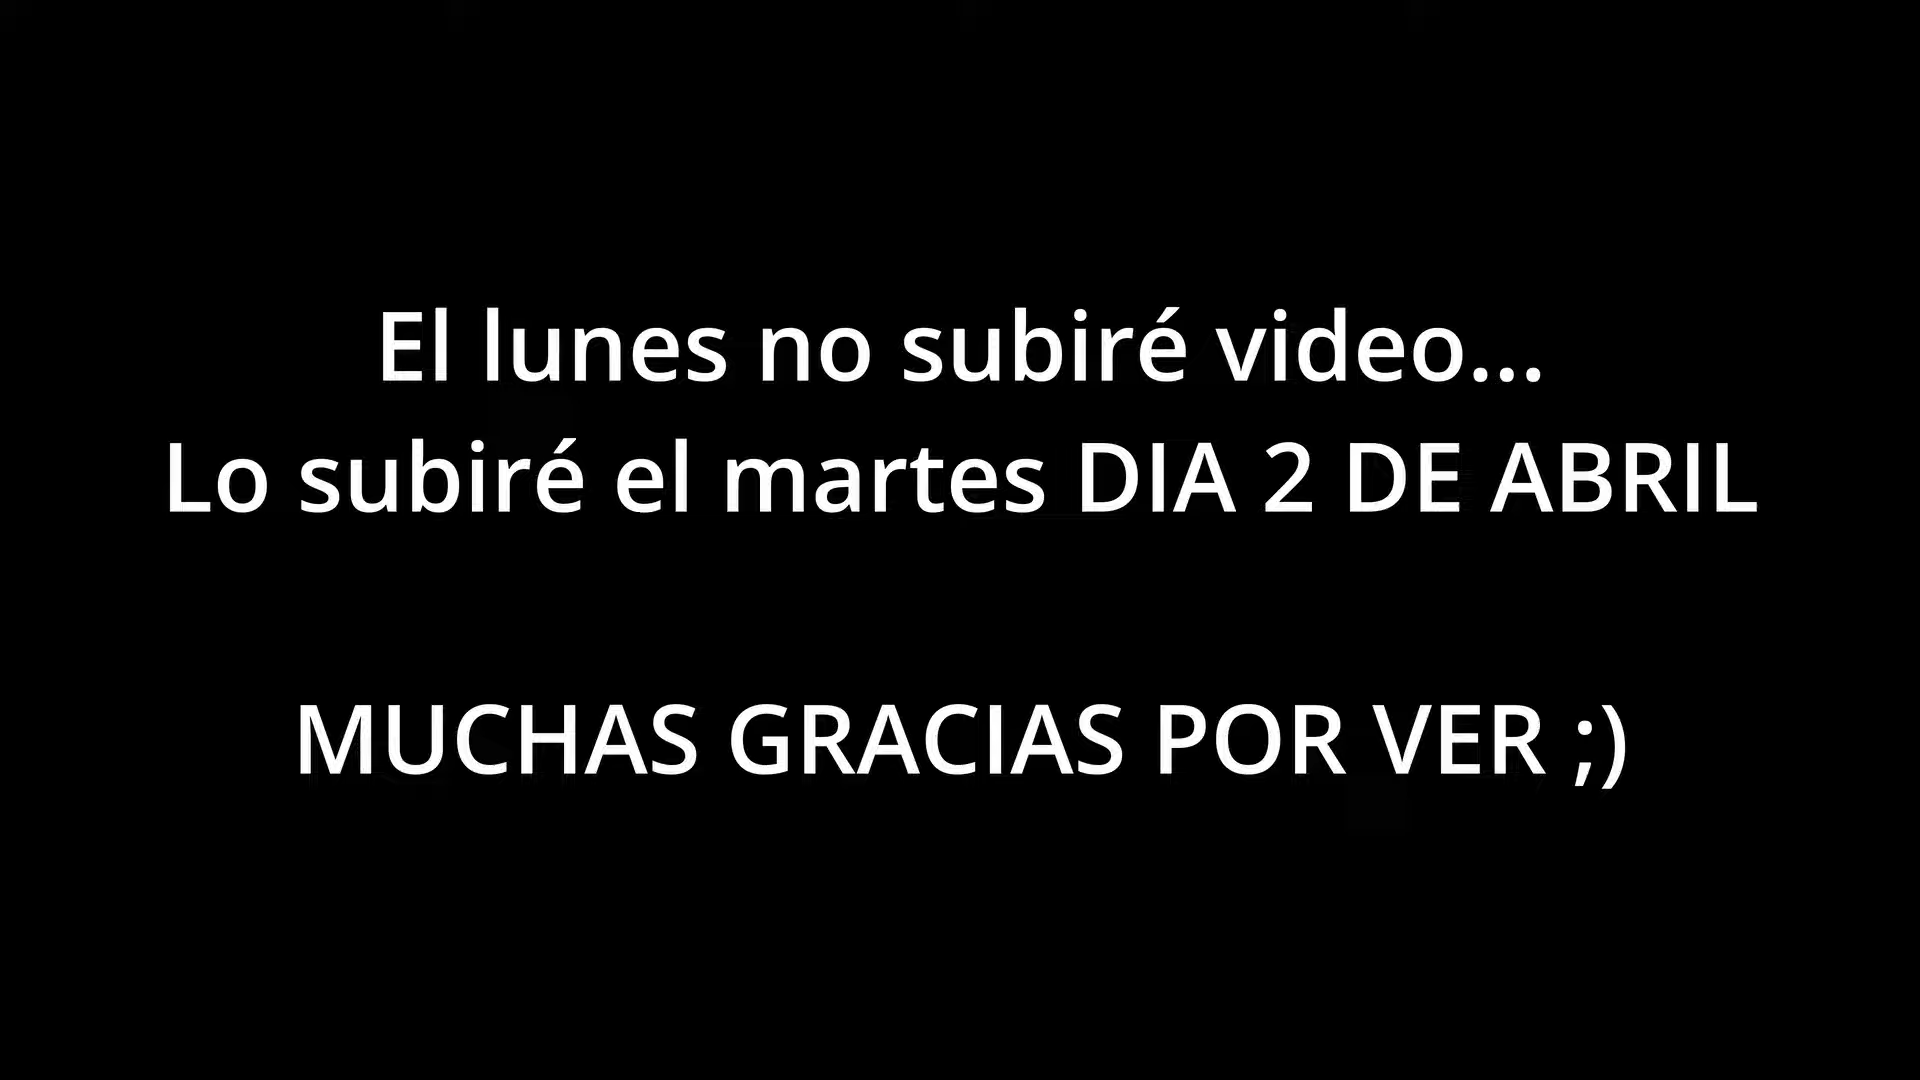 El lunes no subiré video...
Lo subiré el martes DIA 2 DE ABRIL
MUCHAS GRACIAS POR VER ;)